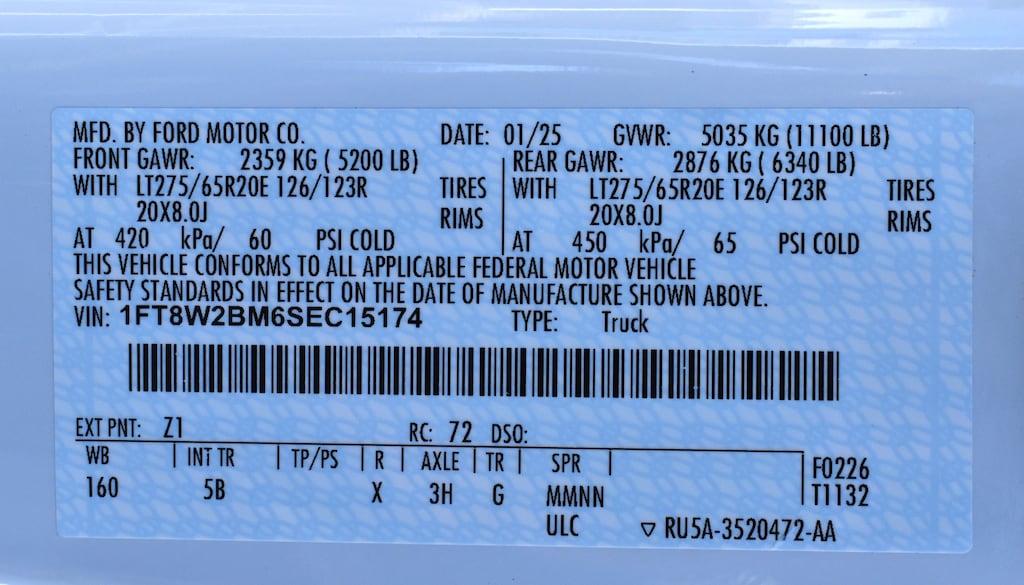 MFD. BY FORD MOTOR CO. DATE: 01/25 GVWR: 5035 KG (11100 LB)
FRONT GAWR: 2359 KG ( 5200 LB) REAR GAWR: 2876 KG ( 6340 LB)
WITH LT275/65R20E 126/123R TIRES WITH LT275/65R20E 126/123R TIRES
20X8.0J RIMS 20X8.0J RIMS
AT 420 kPa/ 60 PSI COLD AT 450 kPa/ 65 PSI COLD
THIS VEHICLE CONFORMS TO ALL APPLICABLE FEDERAL MOTOR VEHICLE
SAFETY STANDARDS IN EFFECT ON THE DATE OF MANUFACTURE SHOWN ABOVE.
VIN: 1FT8W2BM6SEC15174 TYPE: Truck
EXT PNT: Z1 RC: 72 DSO:
WB INT TR TP/PS R AXLE TR SPR F0226
160 5B X 3H G MMNN T1132
ULC ▽ RU5A-3520472-AA